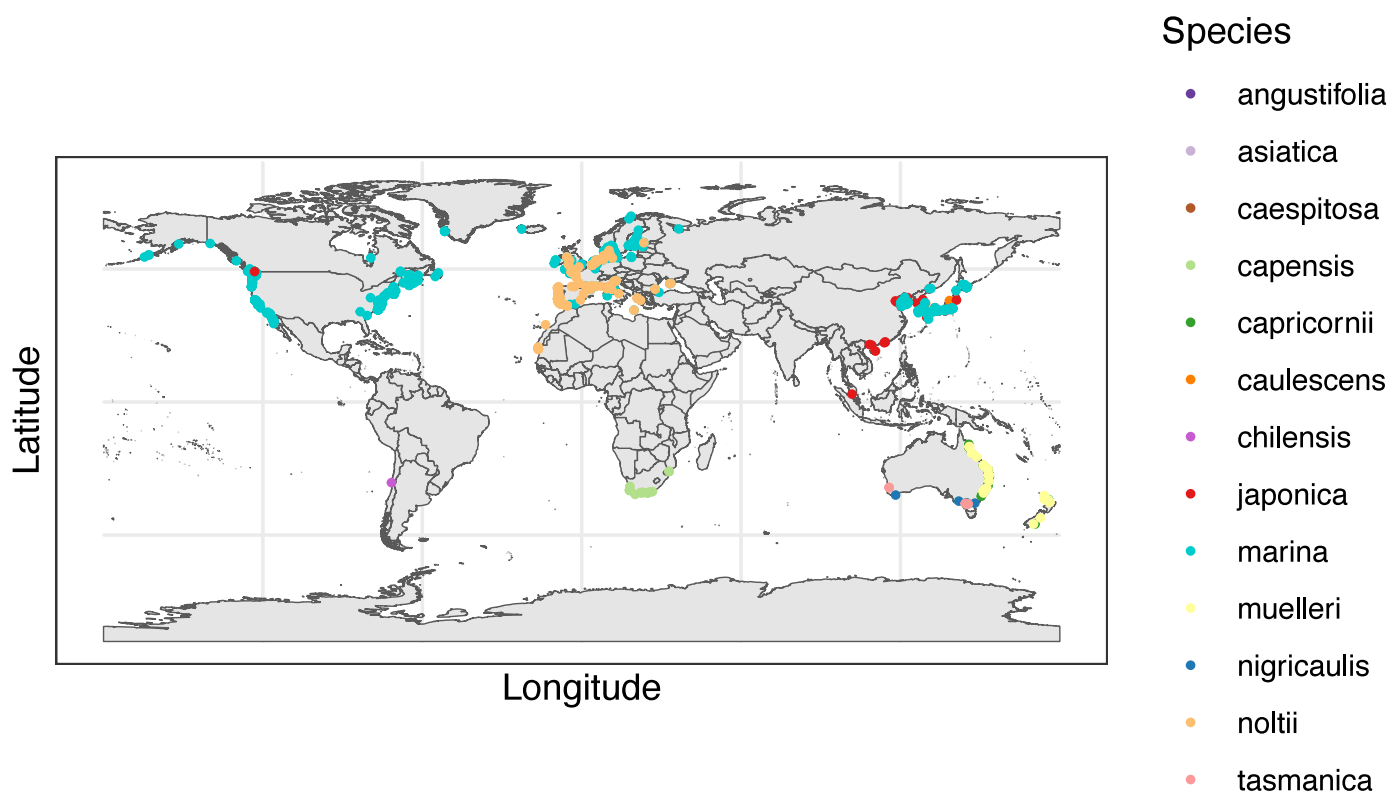 Species
angustifolia
asiatica
caespitosa
capensis
capricornii
caulescens
chilensis
japonica
marina
muelleri
nigricaulis
noltii
tasmanica
Latitude
Longitude